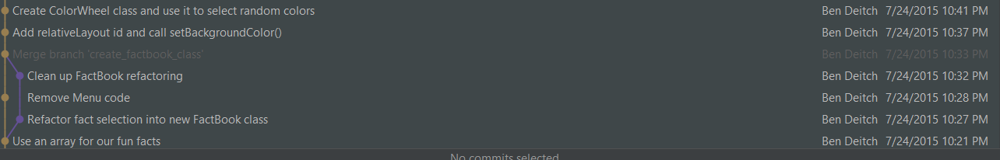 Create ColorWheel class and use it to select random colors Ben Deitch 7/24/2015 10:41 PM
Add relativeLayout id and call setBackgroundColor() Ben Deitch 7/24/2015 10:37 PM
Merge branch 'create_factbook_class' Ben Deitch 7/24/2015 10:33 PM
Clean up FactBook refactoring Ben Deitch 7/24/2015 10:32 PM
Remove Menu code Ben Deitch 7/24/2015 10:28 PM
Refactor fact selection into new FactBook class Ben Deitch 7/24/2015 10:27 PM
Use an array for our fun facts Ben Deitch 7/24/2015 10:21 PM
No commits selected